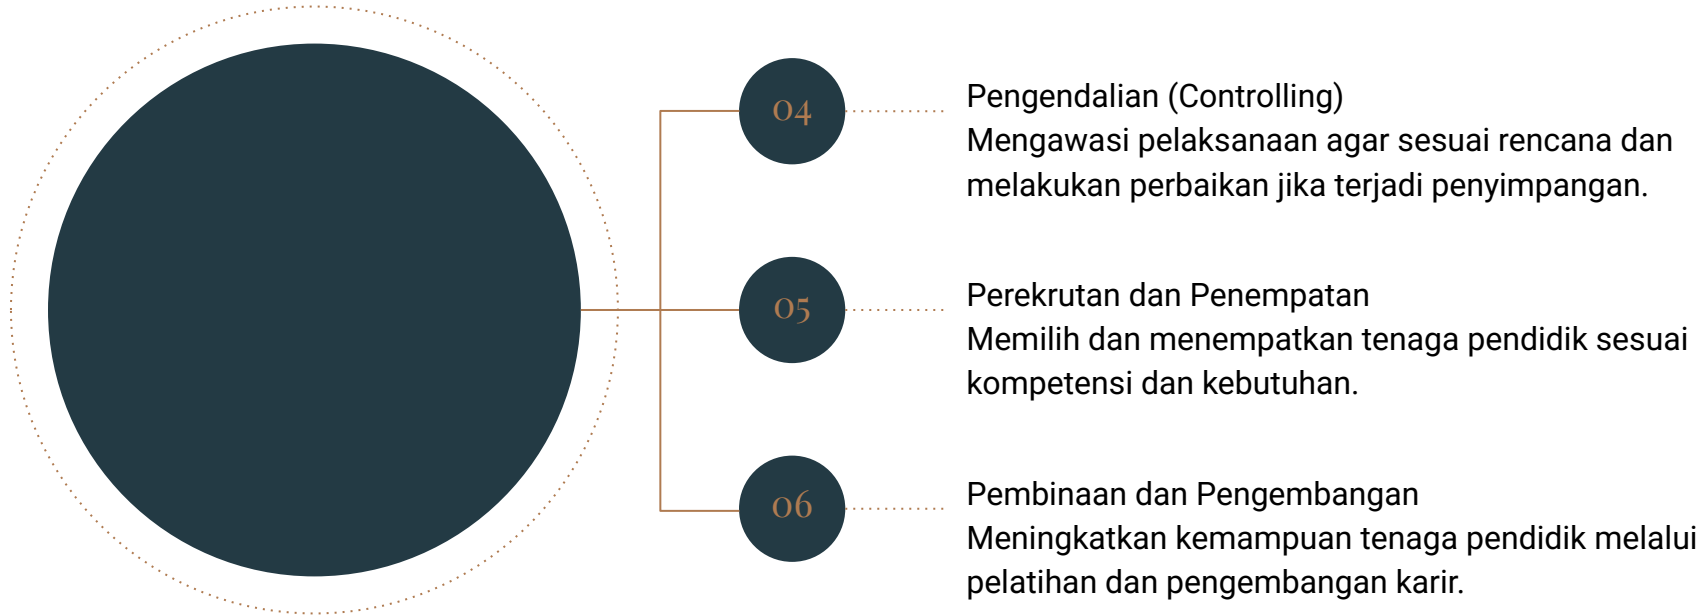 04
Pengendalian (Controlling)
Mengawasi pelaksanaan agar sesuai rencana dan
melakukan perbaikan jika terjadi penyimpangan.
05
Perekrutan dan Penempatan
Memilih dan menempatkan tenaga pendidik sesuai
kompetensi dan kebutuhan.
06
Pembinaan dan Pengembangan
Meningkatkan kemampuan tenaga pendidik melalui
pelatihan dan pengembangan karir.